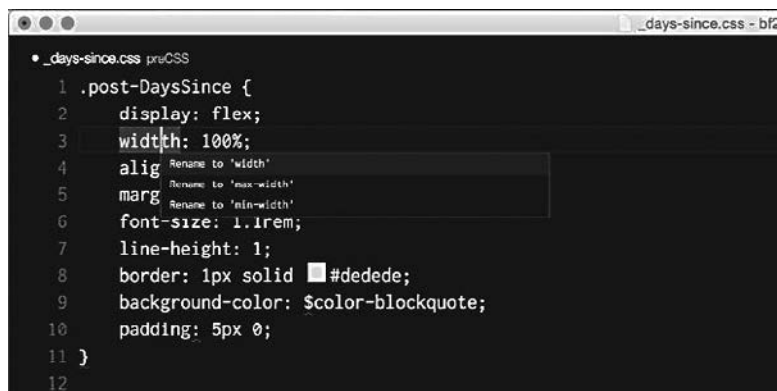 _days-since.css - bf2
• _days-since.css preCSS
1 .post-DaysSince {
2 display: flex;
3 widtth: 100%;
4 alig
Rename to 'width'
5 marg
Rename to 'max-width'
Rename to 'min-width'
6 font-size: 1.1rem;
7 line-height: 1;
8 border: 1px solid #dedede;
9 background-color: $color-blockquote;
10 padding: 5px 0;
11 }
12